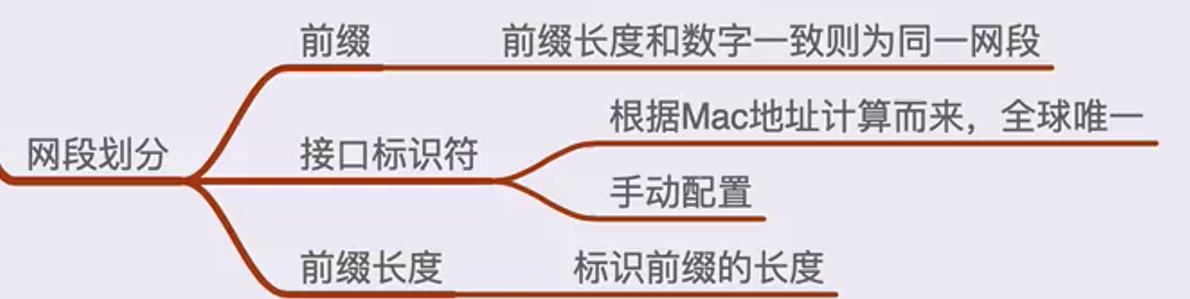 前缀
前缀长度和数字一致则为同一网段
根据Mac地址计算而来，全球唯一
网段划分
接口标识符
手动配置
前缀长度
标识前缀的长度